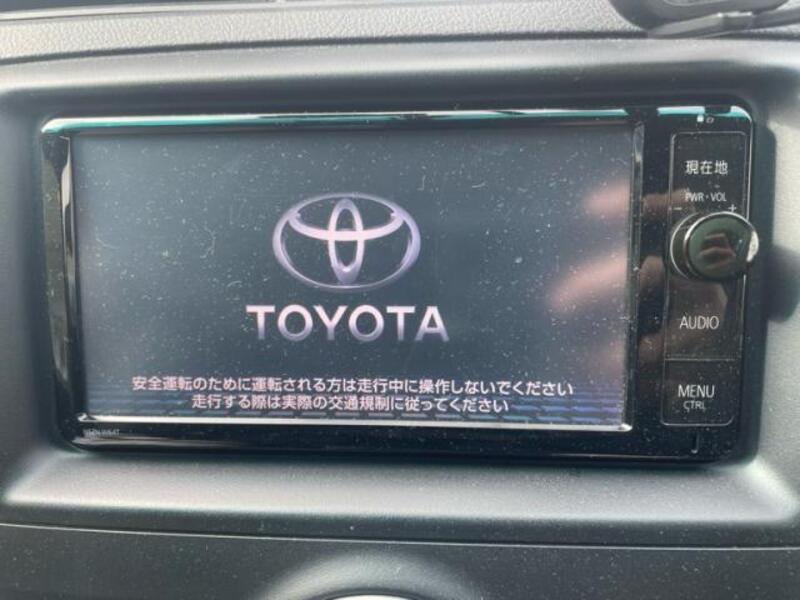 現在地
PWR・VOL
− +
TOYOTA
AUDIO
安全運転のために運転される方は走行中に操作しないでください
走行する際は実際の交通規制に従ってください
MENU
CTRL